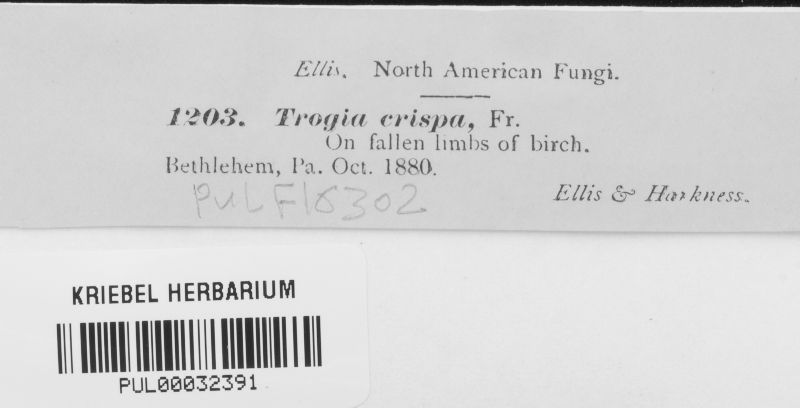 Ellis. North American Fungi.
1203. Trogia crispa, Fr.
On fallen limbs of birch.
Bethlehem, Pa. Oct. 1880.
PUL F18302
Ellis & Harkness.
KRIEBEL HERBARIUM
PUL00032391